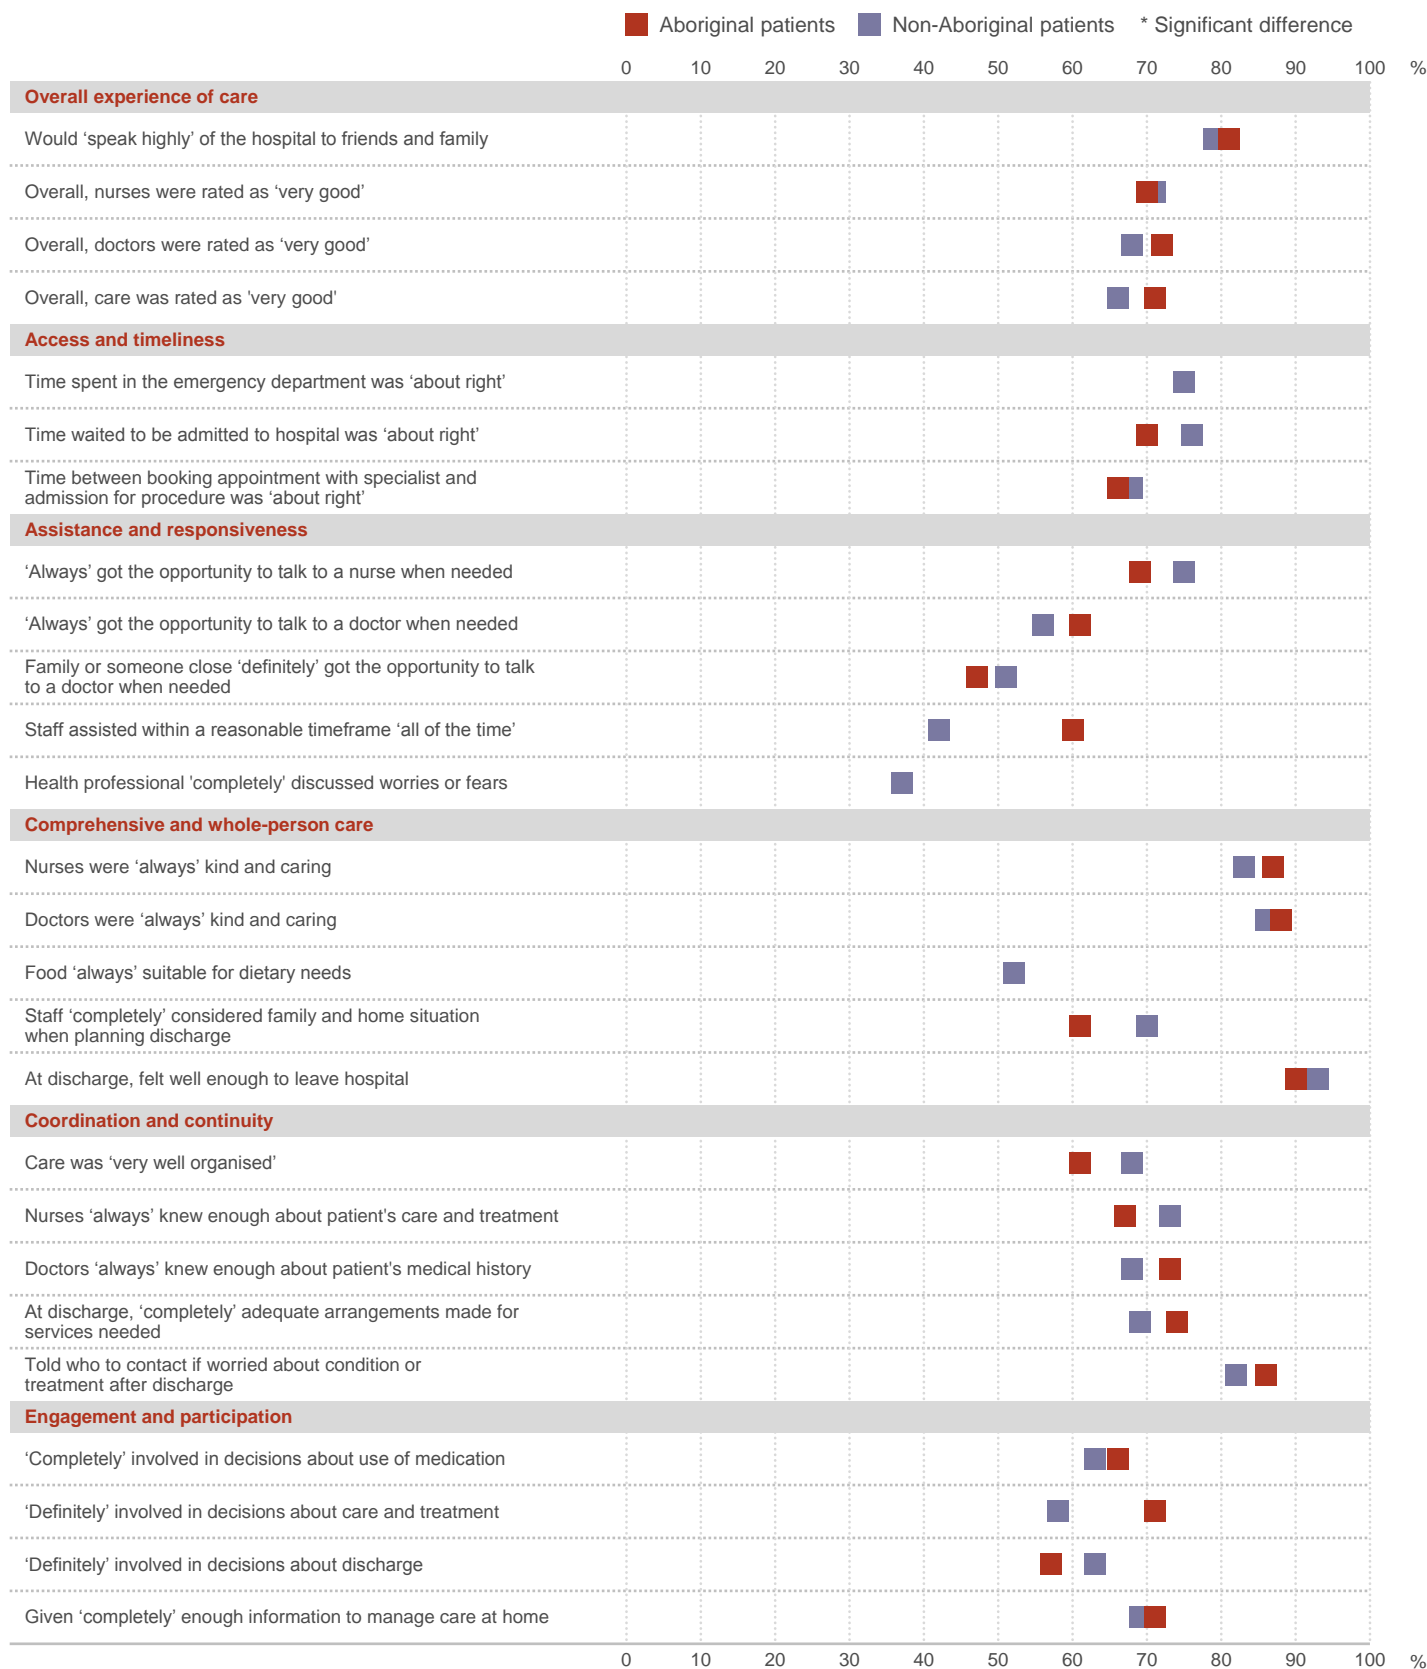 Aboriginal patients Non-Aboriginal patients * Significant difference
0 10 20 30 40 50 60 70 80 90 100 %
Overall experience of care
Would ‘speak highly’ of the hospital to friends and family
Overall, nurses were rated as ‘very good’
Overall, doctors were rated as ‘very good’
Overall, care was rated as 'very good'
Access and timeliness
Time spent in the emergency department was ‘about right’
Time waited to be admitted to hospital was ‘about right’
Time between booking appointment with specialist and
admission for procedure was ‘about right’
Assistance and responsiveness
‘Always’ got the opportunity to talk to a nurse when needed
‘Always’ got the opportunity to talk to a doctor when needed
Family or someone close ‘definitely’ got the opportunity to talk
to a doctor when needed
Staff assisted within a reasonable timeframe ‘all of the time’
Health professional 'completely' discussed worries or fears
Comprehensive and whole-person care
Nurses were ‘always’ kind and caring
Doctors were ‘always’ kind and caring
Food ‘always’ suitable for dietary needs
Staff ‘completely’ considered family and home situation
when planning discharge
At discharge, felt well enough to leave hospital
Coordination and continuity
Care was ‘very well organised’
Nurses ‘always’ knew enough about patient's care and treatment
Doctors ‘always’ knew enough about patient's medical history
At discharge, ‘completely’ adequate arrangements made for
services needed
Told who to contact if worried about condition or
treatment after discharge
Engagement and participation
‘Completely’ involved in decisions about use of medication
‘Definitely’ involved in decisions about care and treatment
‘Definitely’ involved in decisions about discharge
Given ‘completely’ enough information to manage care at home
0 10 20 30 40 50 60 70 80 90 100 %